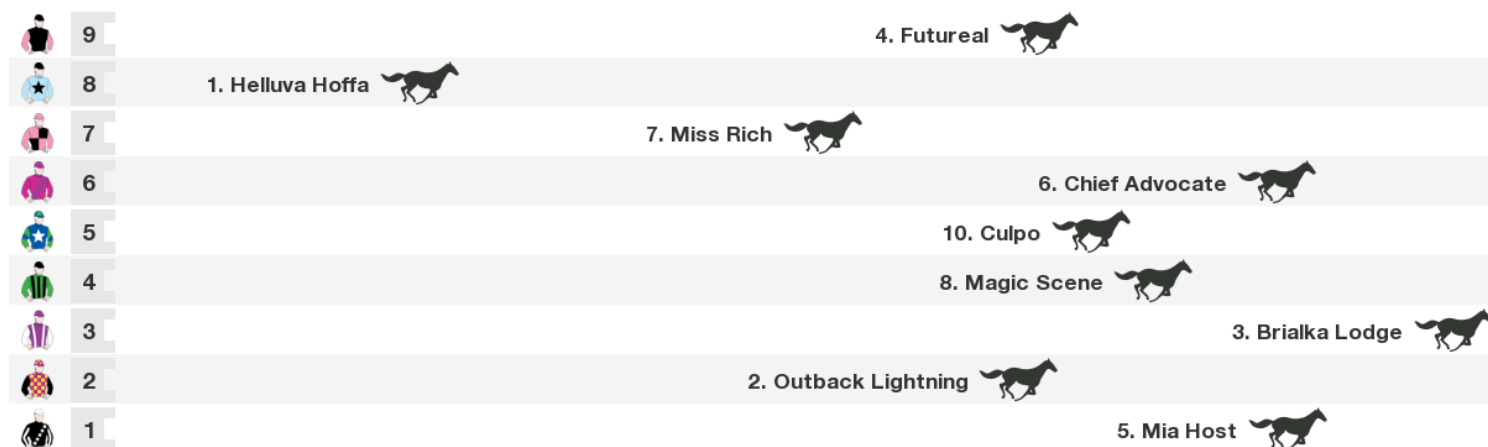 9 4. Futureal
8 1. Helluva Hoffa
7 7. Miss Rich
6 6. Chief Advocate
5 10. Culpo
4 8. Magic Scene
3 3. Brialka Lodge
2 2. Outback Lightning
1 5. Mia Host